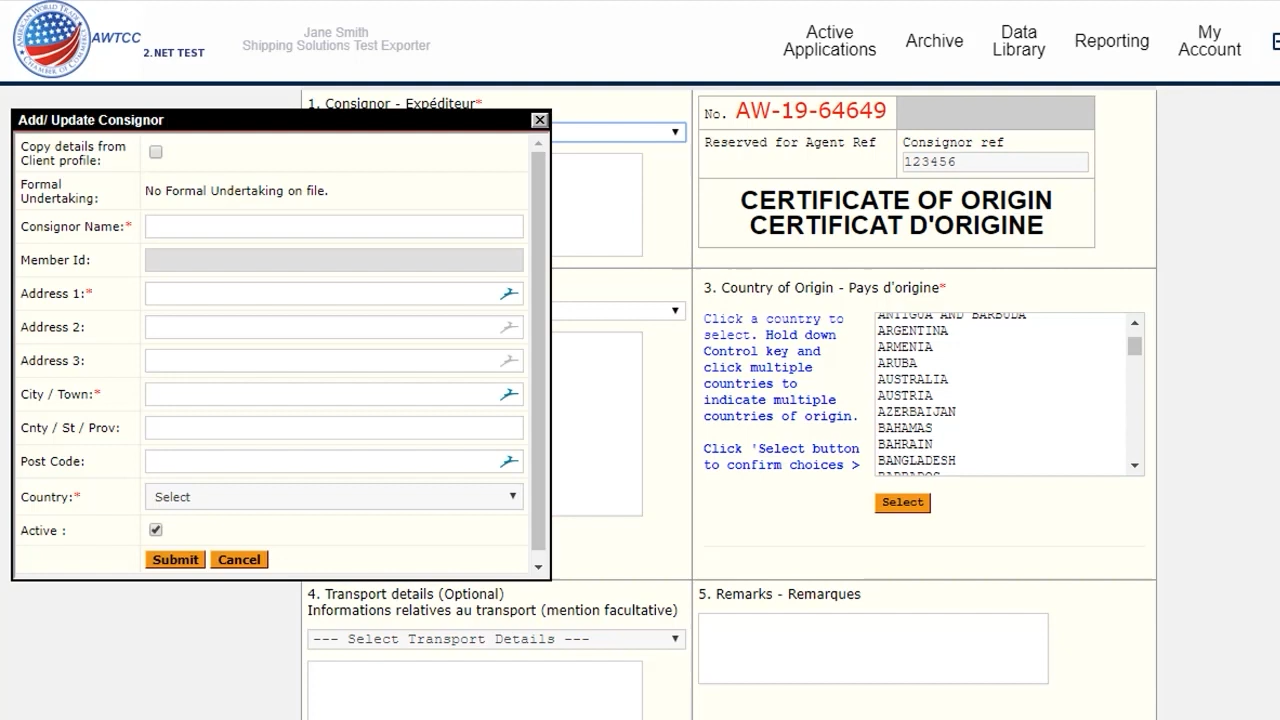 AMERICAN WORLD TRADE
CHAMBER OF COMMERCE
AWTCC
2.NET TEST
Jane Smith
Shipping Solutions Test Exporter
Active
Applications
Archive
Data
Library
Reporting
My
Account
1. Consignor - Expéditeur*
Add/ Update Consignor
Copy details from
Client profile:
Formal
Undertaking:
No Formal Undertaking on file.
Consignor Name:*
Member Id:
Address 1:*
Address 2:
Address 3:
City / Town:*
Cnty / St / Prov:
Post Code:
Country:*
Select
Active :
Submit
Cancel
No. AW-19-64649
Reserved for Agent Ref
Consignor ref
123456
CERTIFICATE OF ORIGIN
CERTIFICAT D'ORIGINE
3. Country of Origin - Pays d'origine*
Click a country to
select. Hold down
Control key and
click multiple
countries to
indicate multiple
countries of origin.
Click 'Select button
to confirm choices >
ANTIGUA AND BARBUDA
ARGENTINA
ARMENIA
ARUBA
AUSTRALIA
AUSTRIA
AZERBAIJAN
BAHAMAS
BAHRAIN
BANGLADESH
BARBADOS
Select
4. Transport details (Optional)
Informations relatives au transport (mention facultative)
--- Select Transport Details ---
5. Remarks - Remarques